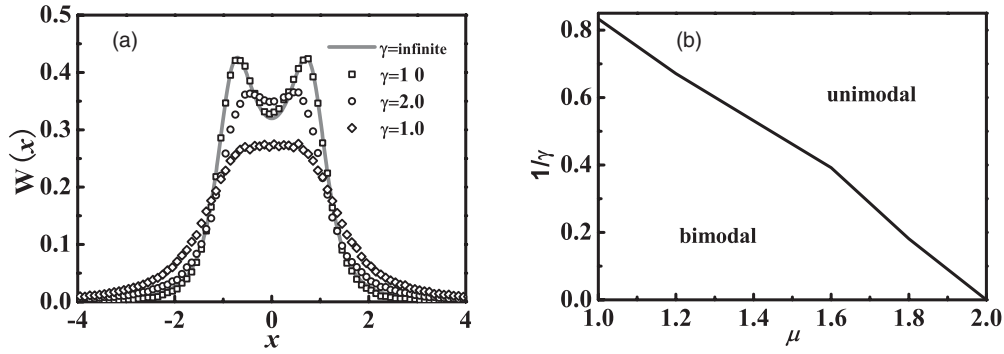 (a)
0.5
0.4
0.3
0.2
0.1
0.0
W (x)
γ=infinite
γ=1 0
γ=2.0
γ=1.0
-4
-2
0
2
4
x
(b)
0.8
0.6
0.4
0.2
0.0
1/γ
unimodal
bimodal
1.0
1.2
1.4
1.6
1.8
2.0
μ